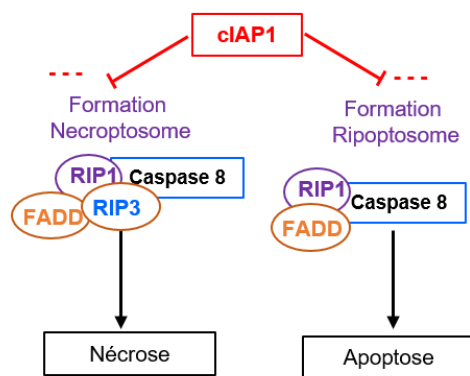 cIAP1
- - -
- - -
Formation
Necroptosome
Formation
Ripoptosome
RIP1
Caspase 8
FADD
RIP3
RIP1
Caspase 8
FADD
Nécrose
Apoptose